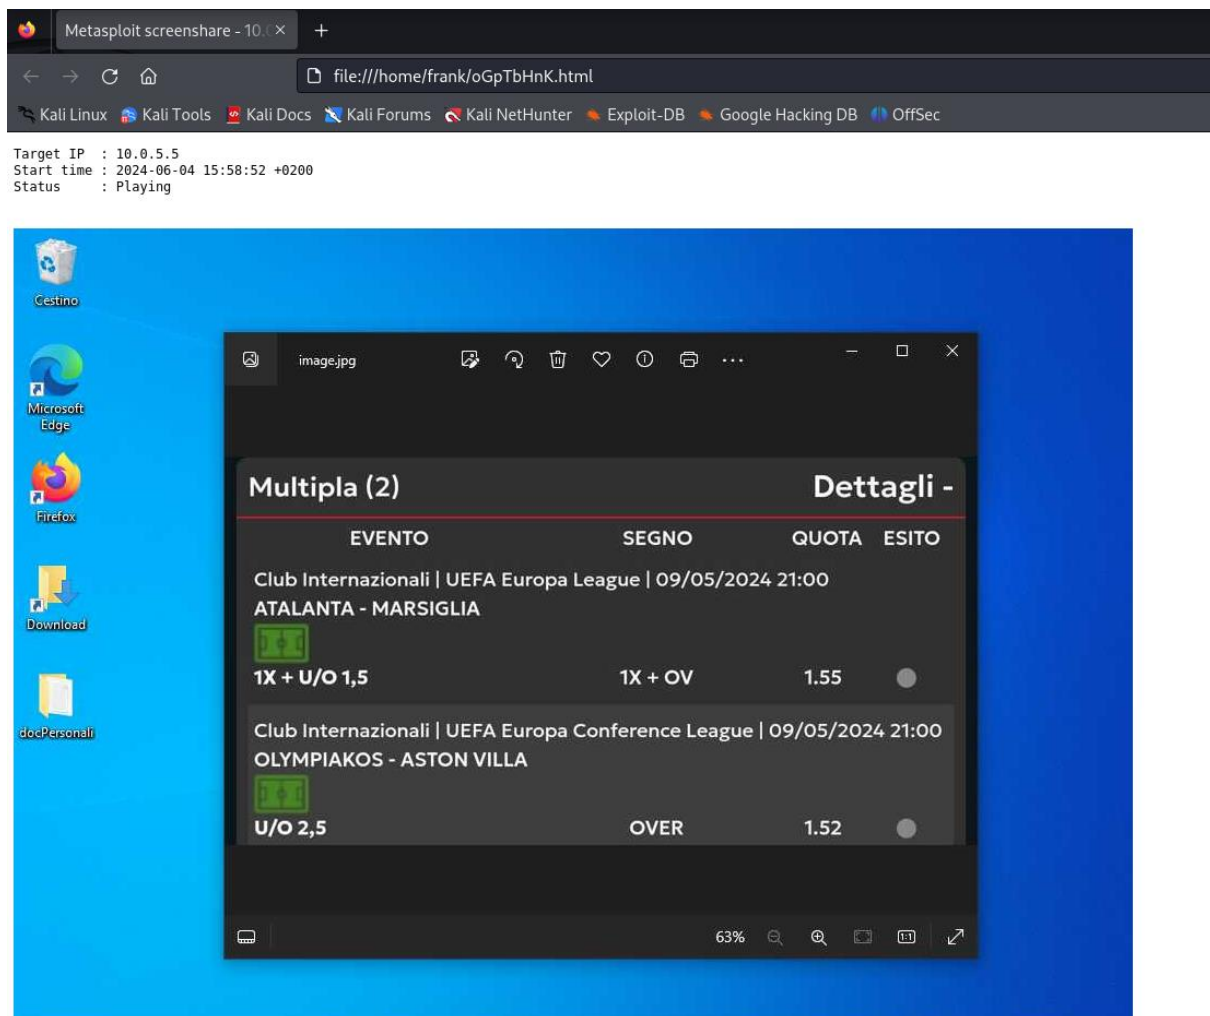 Metasploit screenshare - 10.0
file:///home/frank/oGpTbHnK.html
Kali Linux Kali Tools Kali Docs Kali Forums Kali NetHunter Exploit-DB Google Hacking DB OffSec
Target IP : 10.0.5.5
Start time : 2024-06-04 15:58:52 +0200
Status : Playing
Cestino
Microsoft
Edge
Firefox
Download
docPersonali
image.jpg
Multipla (2) Dettagli -
EVENTO SEGNO QUOTA ESITO
Club Internazionali | UEFA Europa League | 09/05/2024 21:00
ATALANTA - MARSIGLIA
1X + U/O 1,5 1X + OV 1.55
Club Internazionali | UEFA Europa Conference League | 09/05/2024 21:00
OLYMPIAKOS - ASTON VILLA
U/O 2,5 OVER 1.52
63% 1:1